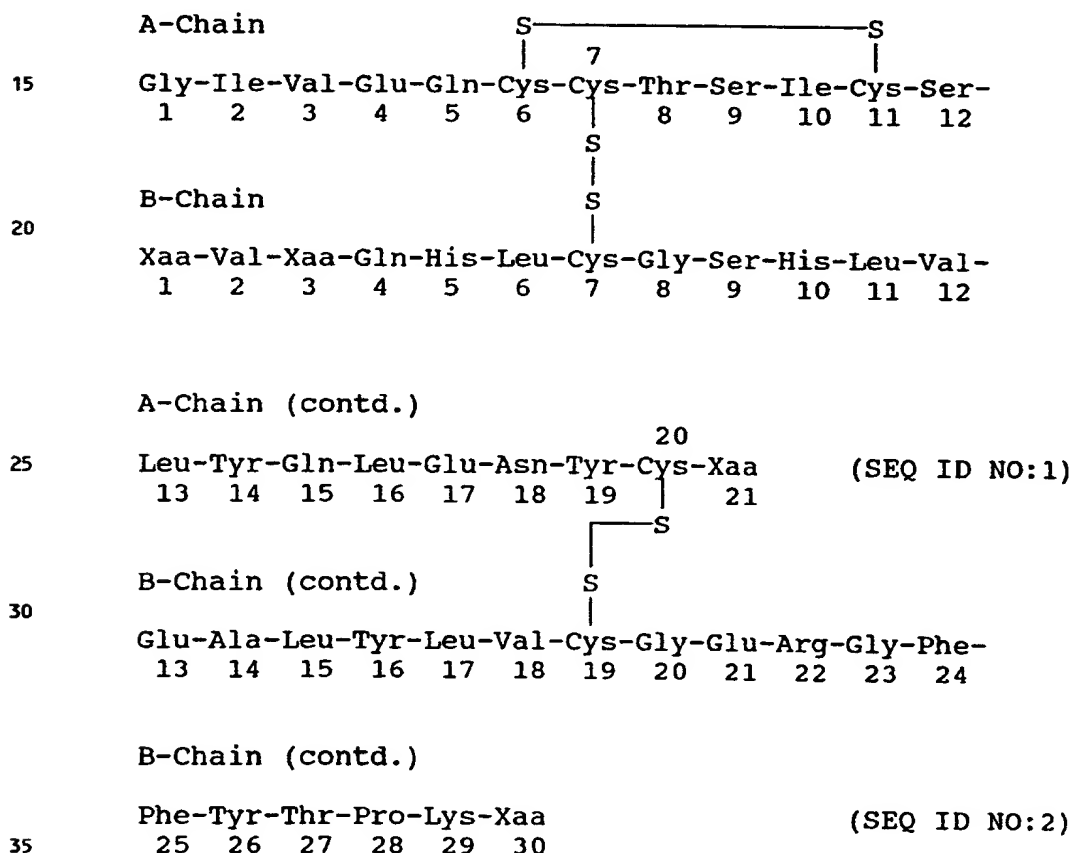 A-Chain
S S
7
15 Gly-Ile-Val-Glu-Gln-Cys-Cys-Thr-Ser-Ile-Cys-Ser-
1 2 3 4 5 6 8 9 10 11 12
S
S
B-Chain
20
Xaa-Val-Xaa-Gln-His-Leu-Cys-Gly-Ser-His-Leu-Val-
1 2 3 4 5 6 7 8 9 10 11 12
A-Chain (contd.)
20
25 Leu-Tyr-Gln-Leu-Glu-Asn-Tyr-Cys-Xaa (SEQ ID NO:1)
13 14 15 16 17 18 19 21
S
B-Chain (contd.) S
30
Glu-Ala-Leu-Tyr-Leu-Val-Cys-Gly-Glu-Arg-Gly-Phe-
13 14 15 16 17 18 19 20 21 22 23 24
B-Chain (contd.)
Phe-Tyr-Thr-Pro-Lys-Xaa (SEQ ID NO:2)
35 25 26 27 28 29 30